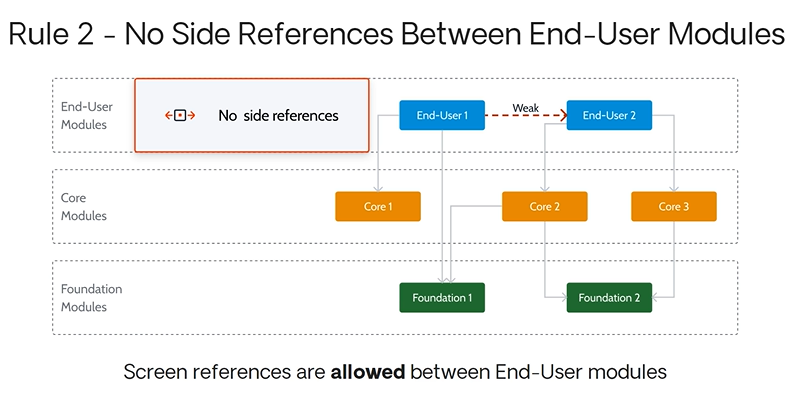 Rule 2 - No Side References Between End-User Modules
End-User
Modules
No side references
End-User 1
Weak
End-User 2
Core
Modules
Core 1
Core 2
Core 3
Foundation
Modules
Foundation 1
Foundation 2
Screen references are allowed between End-User modules